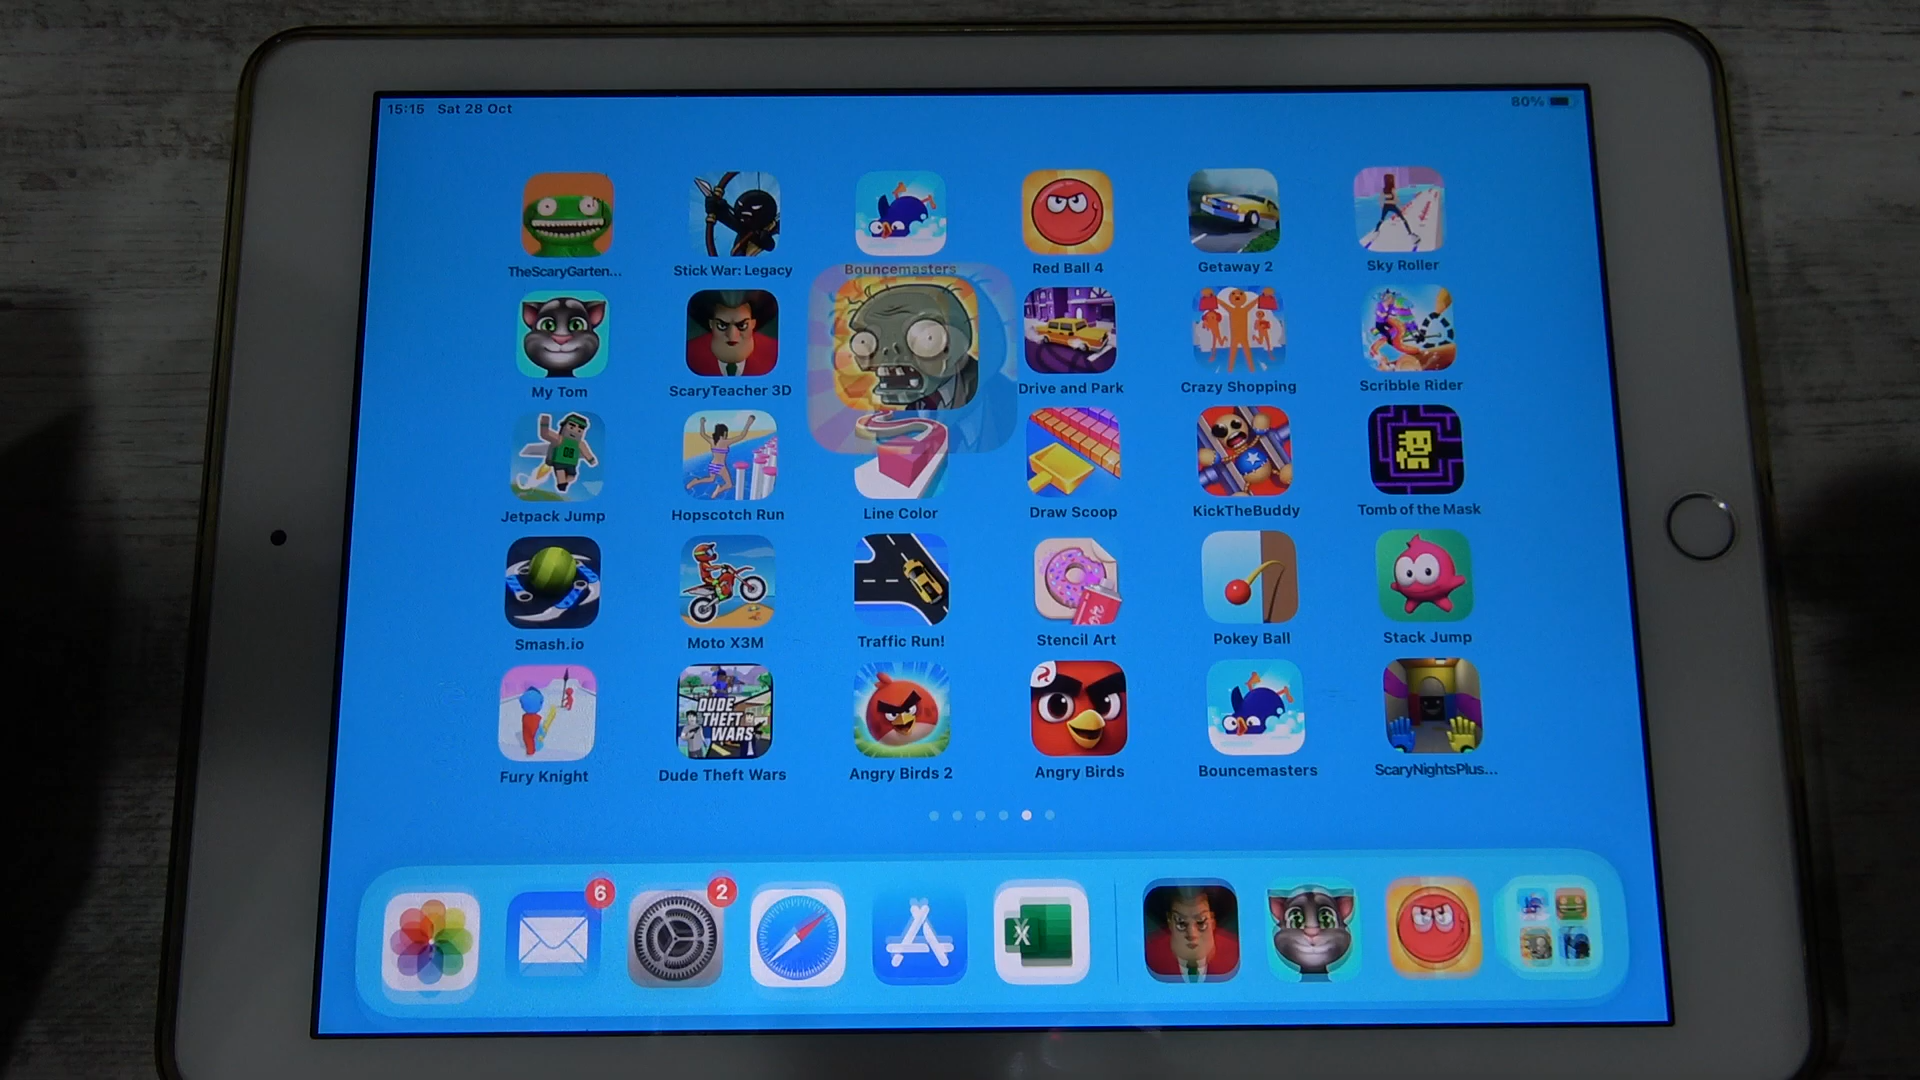 15:15 Sat 28 Oct 80%
TheScaryGarten... Stick War: Legacy Bouncemasters Red Ball 4 Getaway 2 Sky Roller
My Tom ScaryTeacher 3D Drive and Park Crazy Shopping Scribble Rider
08
Jetpack Jump Hopscotch Run Line Color Draw Scoop KickTheBuddy Tomb of the Mask
Smash.io Moto X3M Traffic Run! Stencil Art Pokey Ball Stack Jump
DUDE
THEFT
WARS
Fury Knight Dude Theft Wars Angry Birds 2 Angry Birds Bouncemasters ScaryNightsPlus...
6 2
X